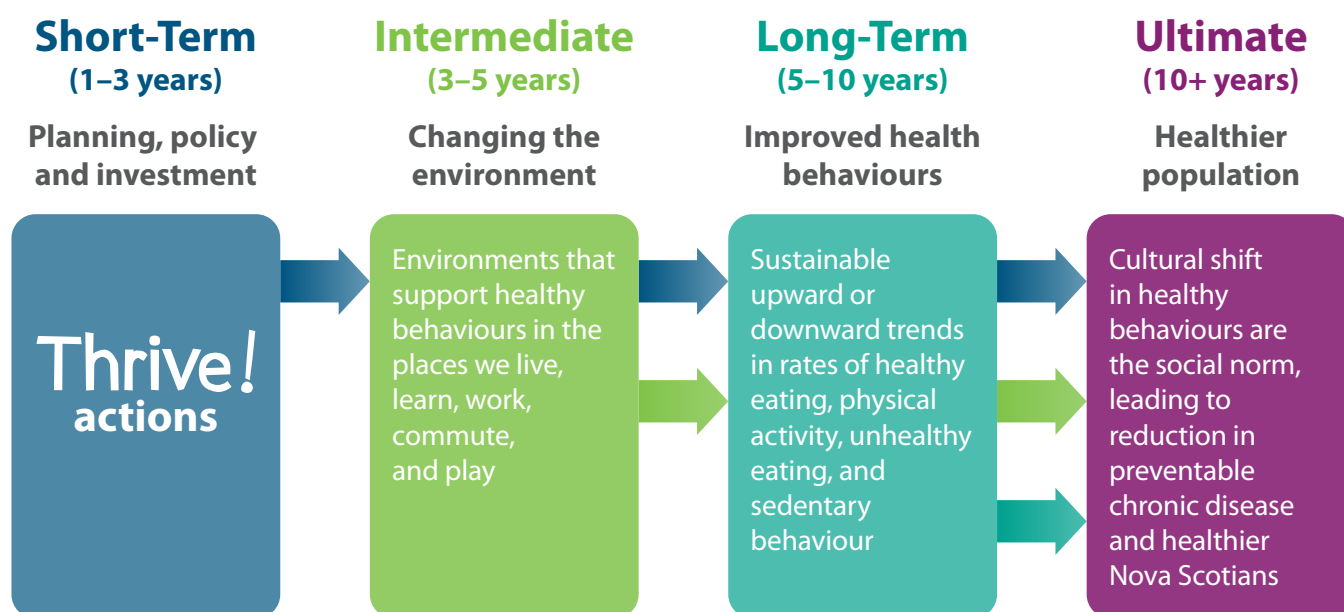 Short-Term
(1–3 years)
Planning, policy
and investment
Thrive!
actions
Intermediate
(3–5 years)
Changing the
environment
Environments that
support healthy
behaviours in the
places we live,
learn, work,
commute,
and play
Long-Term
(5–10 years)
Improved health
behaviours
Sustainable
upward or
downward trends
in rates of healthy
eating, physical
activity, unhealthy
eating, and
sedentary
behaviour
Ultimate
(10+ years)
Healthier
population
Cultural shift
in healthy
behaviours are
the social norm,
leading to
reduction in
preventable
chronic disease
and healthier
Nova Scotians